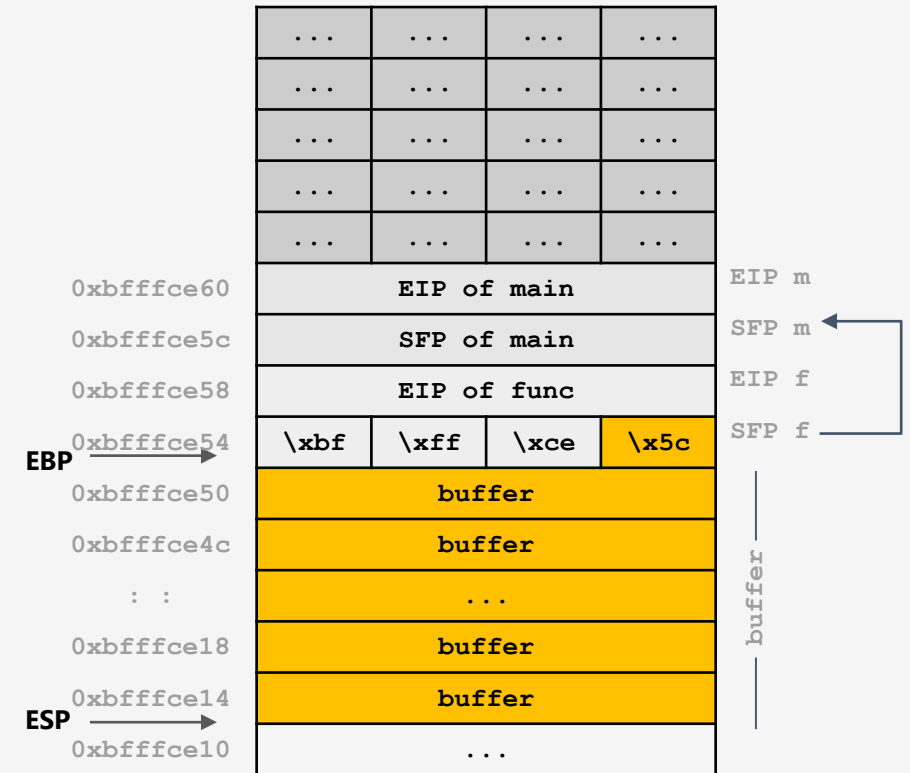 ... ... ... ...
... ... ... ...
... ... ... ...
... ... ... ...
... ... ... ...
0xbfffce60 EIP of main EIP m
0xbfffce5c SFP of main SFP m
0xbfffce58 EIP of func EIP f
0xbfffce54 \xbf \xff \xce \x5c SFP f
EBP
0xbfffce50 buffer
0xbfffce4c buffer
: : ...
buffer
0xbfffce18 buffer
0xbfffce14 buffer
ESP
0xbfffce10 ...